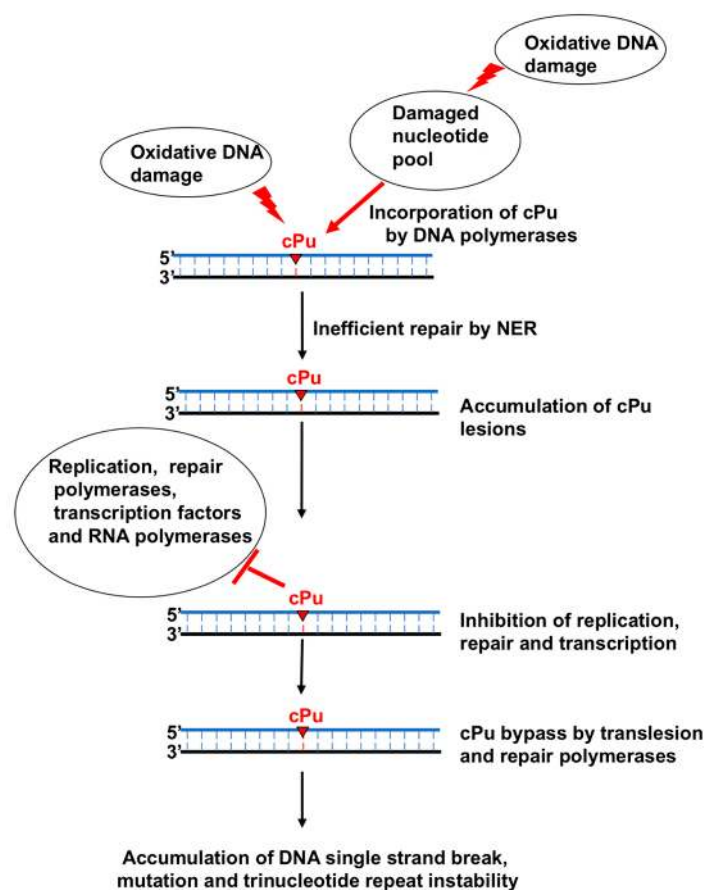 Oxidative DNA
damage
Damaged
nucleotide
pool
Oxidative DNA
damage
Incorporation of cPu
by DNA polymerases
cPu
5’
3’
Inefficient repair by NER
cPu
5’
3’
Accumulation of cPu
lesions
Replication, repair
polymerases,
transcription factors
and RNA polymerases
cPu
5’
3’
Inhibition of replication,
repair and transcription
cPu
5’
3’
cPu bypass by translesion
and repair polymerases
Accumulation of DNA single strand break,
mutation and trinucleotide repeat instability